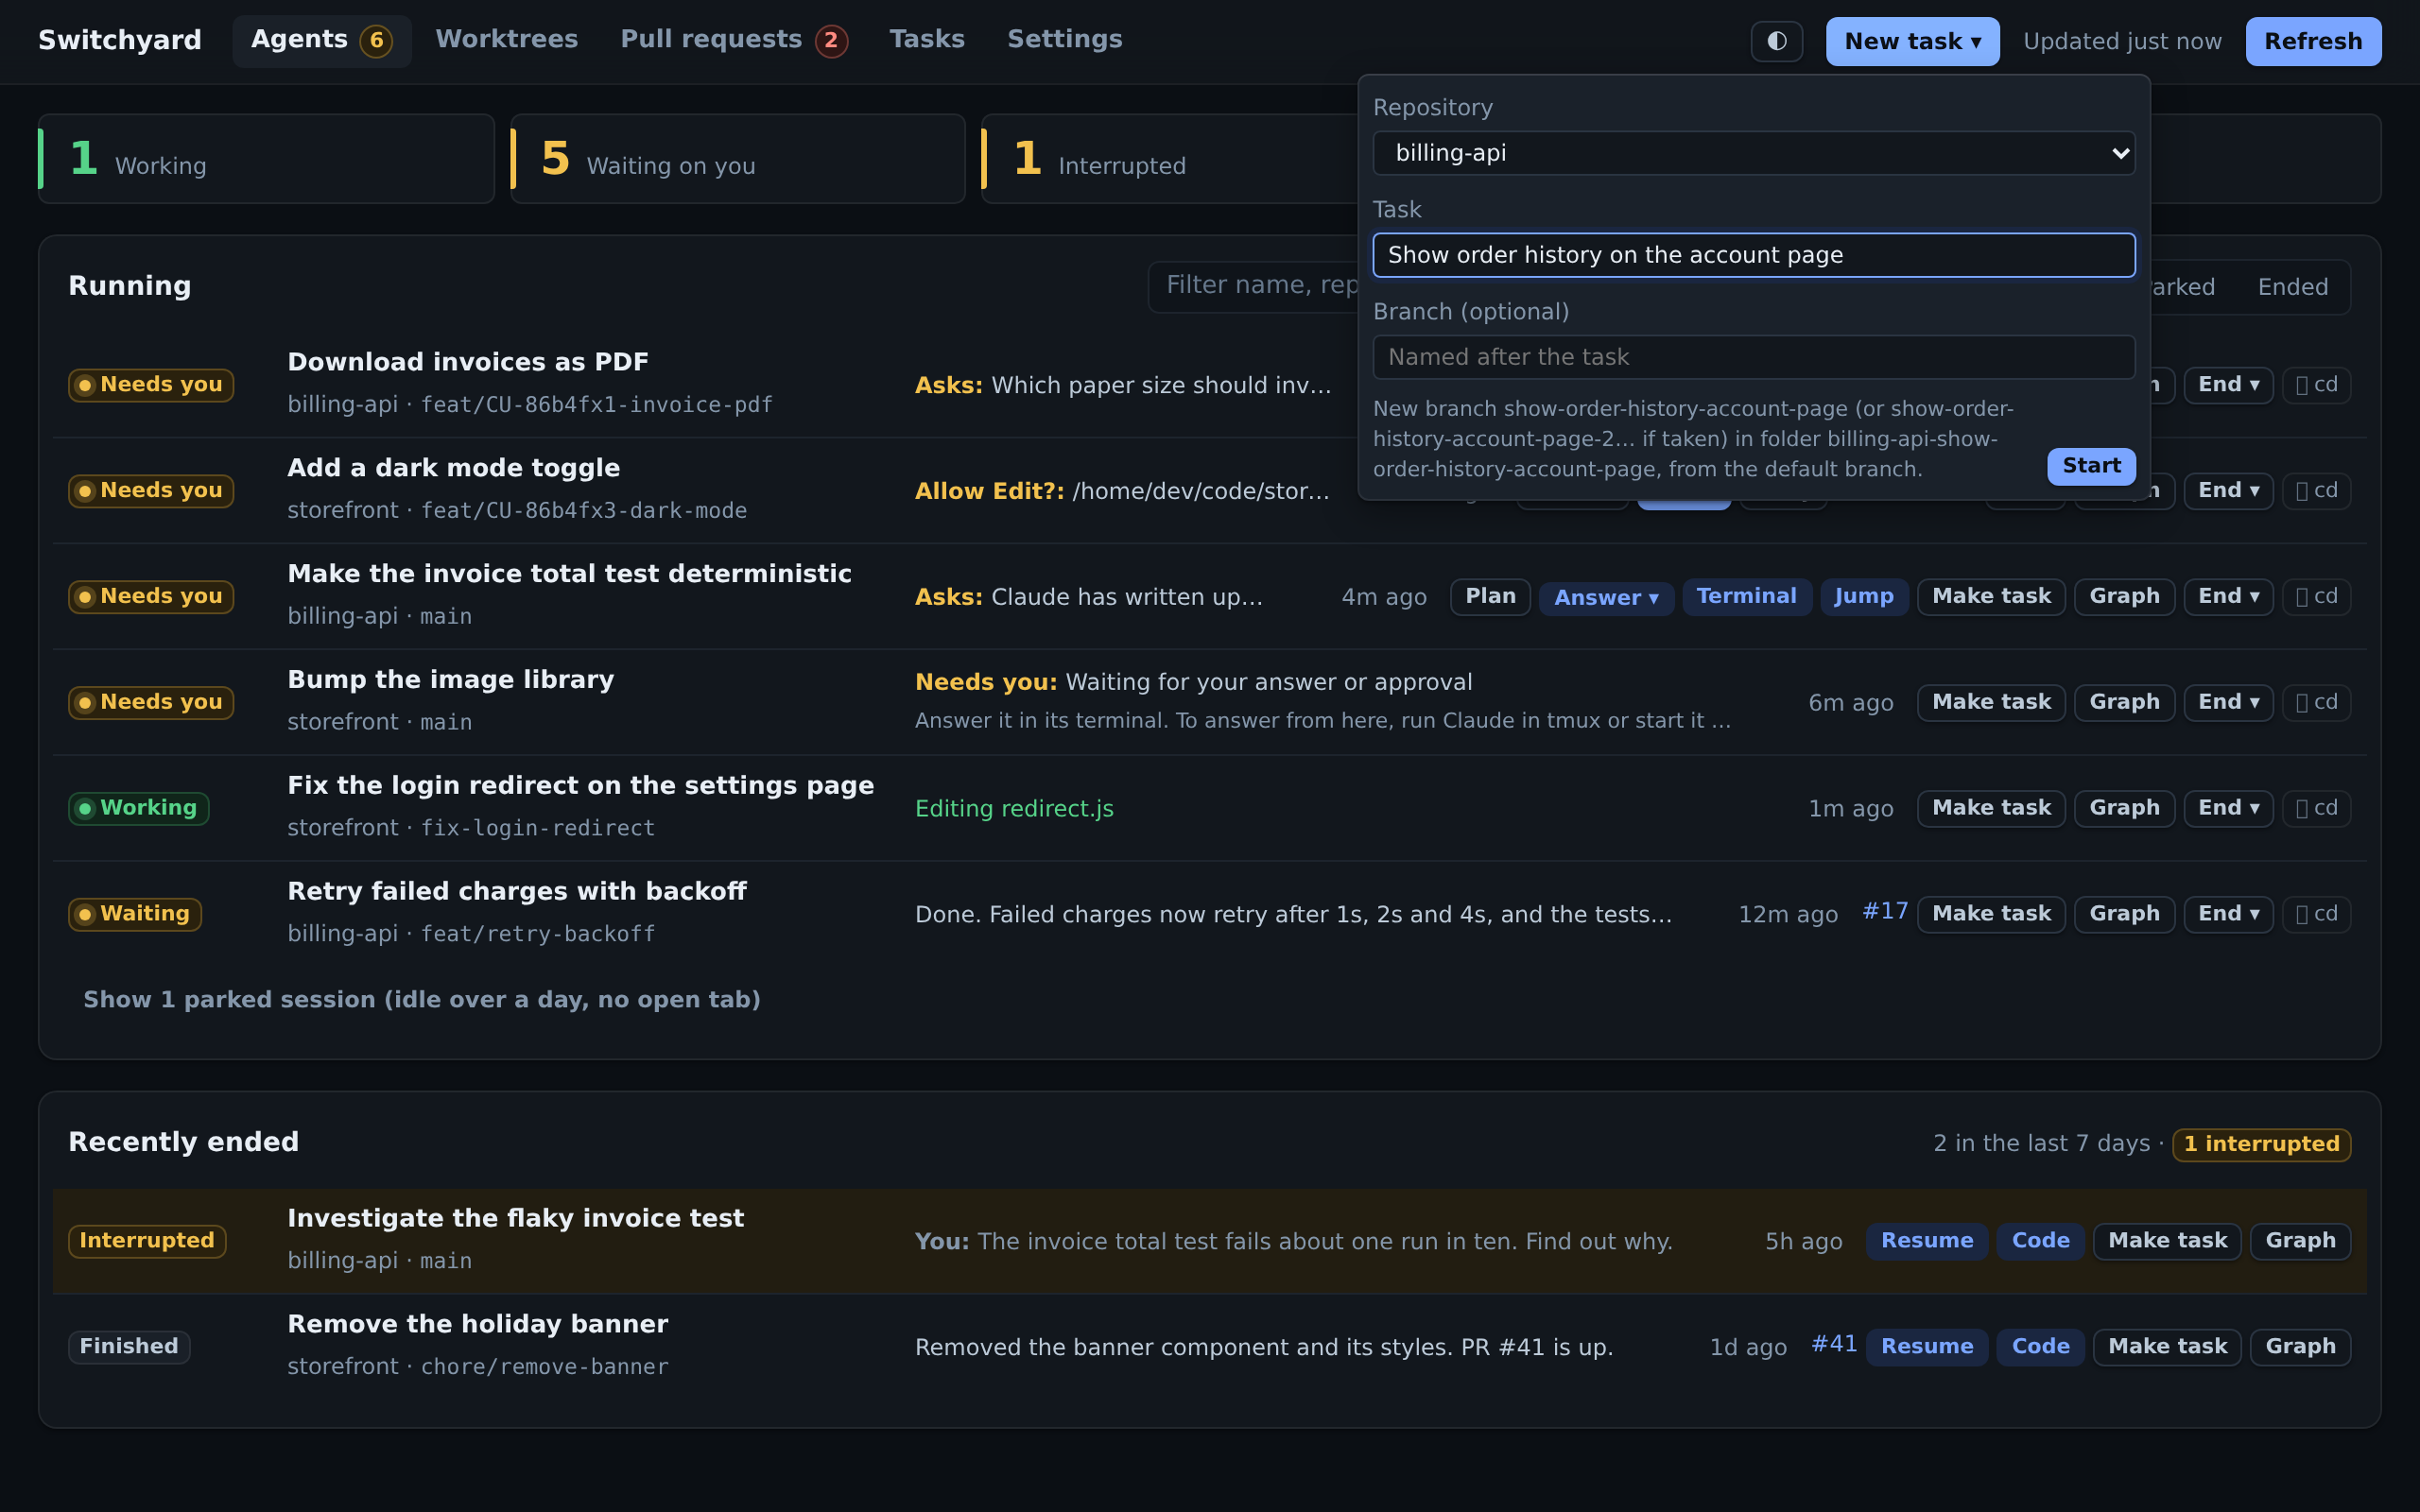 Switchyard Agents 6 Worktrees Pull requests 2 Tasks Settings New task ▾ Updated just now Refresh
1 Working
5 Waiting on you
1 Interrupted
Repository
billing-api
Task
Show order history on the account page
Branch (optional)
Named after the task
New branch show-order-history-account-page (or show-order-
history-account-page-2… if taken) in folder billing-api-show-
order-history-account-page, from the default branch.
Start
Running Filter name, Ended
Needs you
Download invoices as PDF
billing-api · feat/CU-86b4fx1-invoice-pdf
Asks: Which paper size should inv…
End ▾ cd
Needs you
Add a dark mode toggle
storefront · feat/CU-86b4fx3-dark-mode
Allow Edit?: /home/dev/code/stor…
End ▾ cd
Needs you
Make the invoice total test deterministic
billing-api · main
Asks: Claude has written up…
4m ago Plan Answer ▾ Terminal Jump Make task Graph End ▾ cd
Needs you
Bump the image library
storefront · main
Needs you: Waiting for your answer or approval
Answer it in its terminal. To answer from here, run Claude in tmux or start it …
6m ago Make task Graph End ▾ cd
Working
Fix the login redirect on the settings page
storefront · fix-login-redirect
Editing redirect.js
1m ago Make task Graph End ▾ cd
Waiting
Retry failed charges with backoff
billing-api · feat/retry-backoff
Done. Failed charges now retry after 1s, 2s and 4s, and the tests…
12m ago #17 Make task Graph End ▾ cd
Show 1 parked session (idle over a day, no open tab)
Recently ended 2 in the last 7 days · 1 interrupted
Interrupted
Investigate the flaky invoice test
billing-api · main
You: The invoice total test fails about one run in ten. Find out why.
5h ago Resume Code Make task Graph
Finished
Remove the holiday banner
storefront · chore/remove-banner
Removed the banner component and its styles. PR #41 is up.
1d ago #41 Resume Code Make task Graph